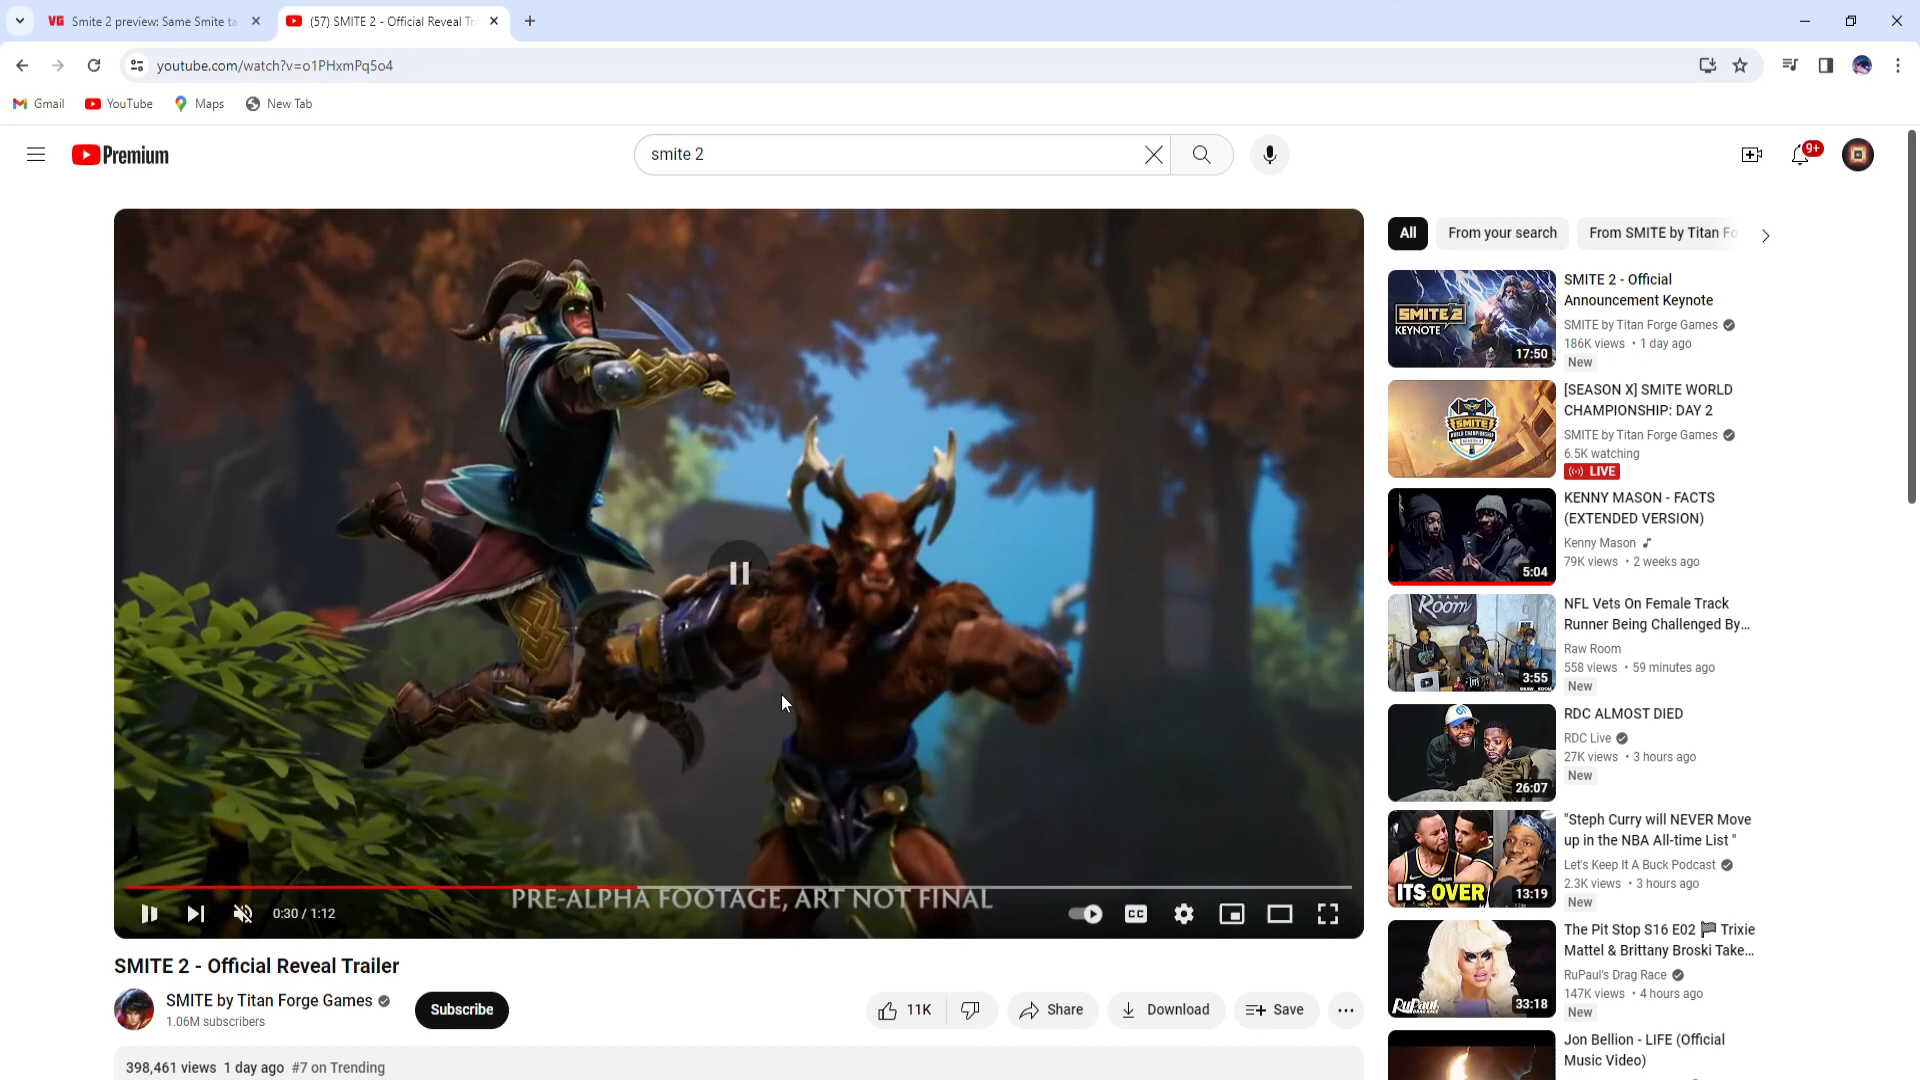 Smite 2 preview: Same Smite ta
(57) SMITE 2 - Official Reveal Tr
youtube.com/watch?v=o1PHxmPq5o4
Gmail
YouTube
Maps
New Tab
Premium
smite 2
9+
PRE-ALPHA FOOTAGE, ART NOT FINAL
0:30 / 1:12
CC
SMITE 2 - Official Reveal Trailer
SMITE by Titan Forge Games
1.06M subscribers
Subscribe
11K
Share
Download
Save
398,461 views 1 day ago #7 on Trending
All
From your search
From SMITE by Titan Fo
SMITE 2
KEYNOTE
17:50
SMITE 2 - Official
Announcement Keynote
SMITE by Titan Forge Games
186K views • 1 day ago
New
SMITE
[SEASON X] SMITE WORLD
CHAMPIONSHIP: DAY 2
SMITE by Titan Forge Games
6.5K watching
LIVE
5:04
KENNY MASON - FACTS
(EXTENDED VERSION)
Kenny Mason
79K views • 2 weeks ago
Room
3:55
NFL Vets On Female Track
Runner Being Challenged By...
Raw Room
558 views • 59 minutes ago
New
26:07
RDC ALMOST DIED
RDC Live
27K views • 3 hours ago
New
ITS OVER
13:19
"Steph Curry will NEVER Move
up in the NBA All-time List "
Let's Keep It A Buck Podcast
2.3K views • 3 hours ago
New
RuPaul's
33:18
The Pit Stop S16 E02 🏁 Trixie
Mattel & Brittany Broski Take...
RuPaul's Drag Race
147K views • 4 hours ago
New
Jon Bellion - LIFE (Official
Music Video)